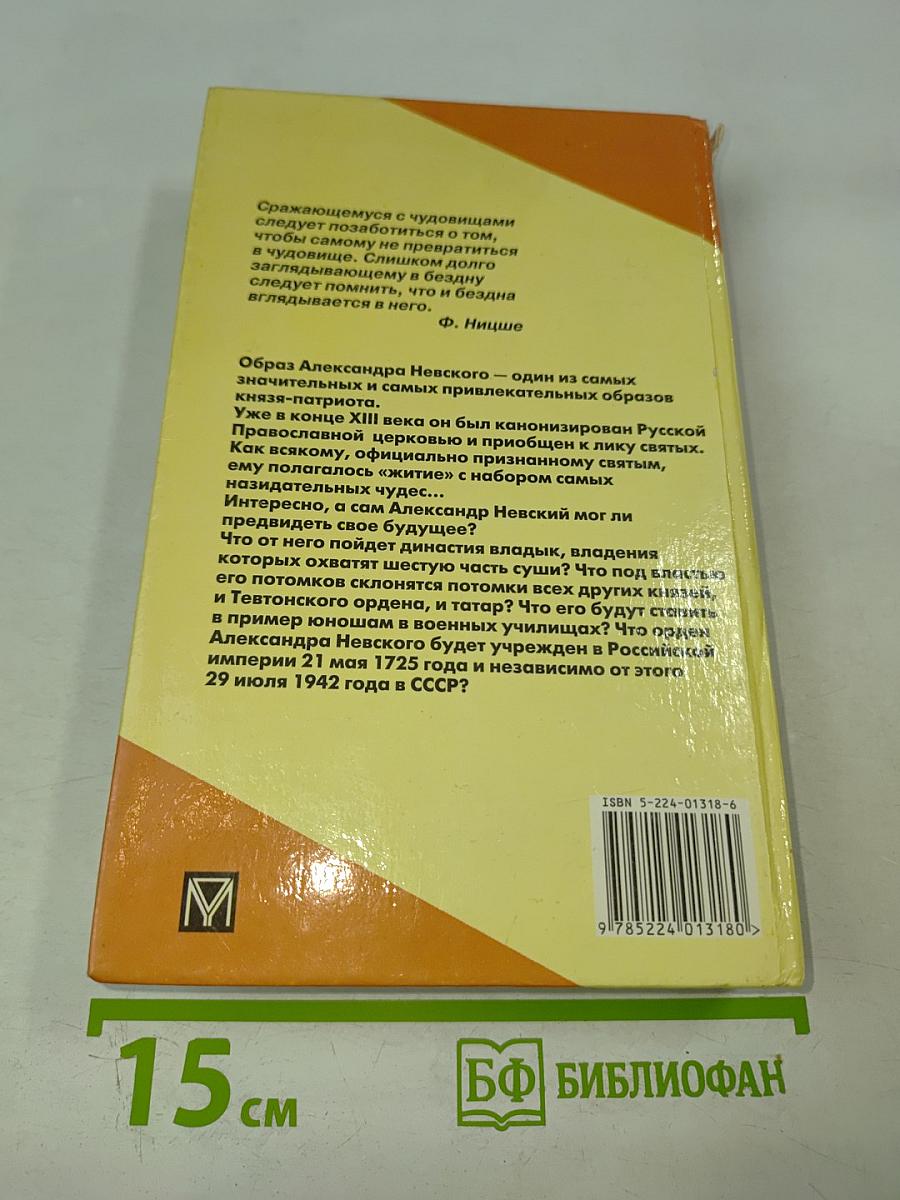 Сражающемуся с чудовищами
следует позаботиться о том,
чтобы самому не превратиться
в чудовище. Слишком долго
заглядывающему в бездну
следует помнить, что и бездна
вглядывается в него.
Ф. Ницше
Образ Александра Невского — один из самых
значительных и самых привлекательных образов
князя-патриота.
Уже в конце XIII века он был канонизирован Русской
Православной церковью и приобщен к лику святых.
Как всякому, официально признанному святым,
ему полагалось «житие» с набором самых
назидательных чудес...
Интересно, а сам Александр Невский мог ли
предвидеть свое будущее?
Что от него пойдет династия владык, владения
которых охватят шестую часть суши? Что под властью
его потомков склонятся потомки всех других князей,
и Тевтонского ордена, и татар? Что его будут ставить
в пример юношам в военных училищах? Что орден
Александра Невского будет учрежден в Российской
империи 21 мая 1725 года и независимо от этого
29 июля 1942 года в СССР?
ISBN 5-224-01318-6
9 785224 013180 >
15 см
БФ БИБЛИОФАН